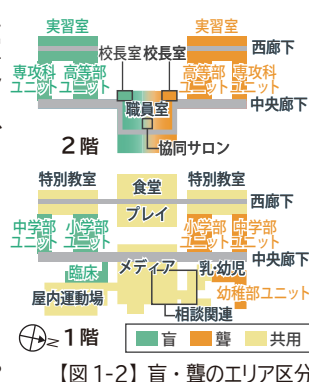 実習室 実習室
校長室 校長室 西廊下
専攻科 高等部 高等部 専攻科
ユニット ユニット ユニット ユニット
職員室 中央廊下
2階 協同サロン
特別教室 食堂 特別教室
プレイ 西廊下
中学部 小学部 小学部 中学部
ユニット ユニット ユニット ユニット
中央廊下
臨床 メディア 乳・幼児
屋内運動場 幼稚部ユニット
相談関連
N 1階 盲 聾 共用
【図 1-2】盲・聾のエリア区分